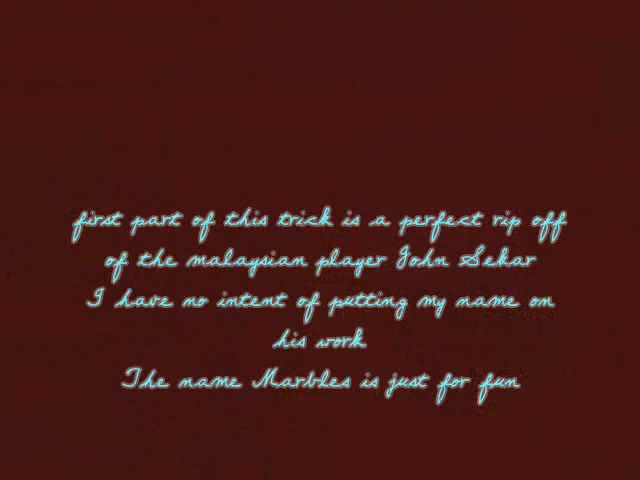 first part of this trick is a perfect rip off
of the malaysian player John Sekar
I have no intent of putting my name on
his work
The name Marbles is just for fun